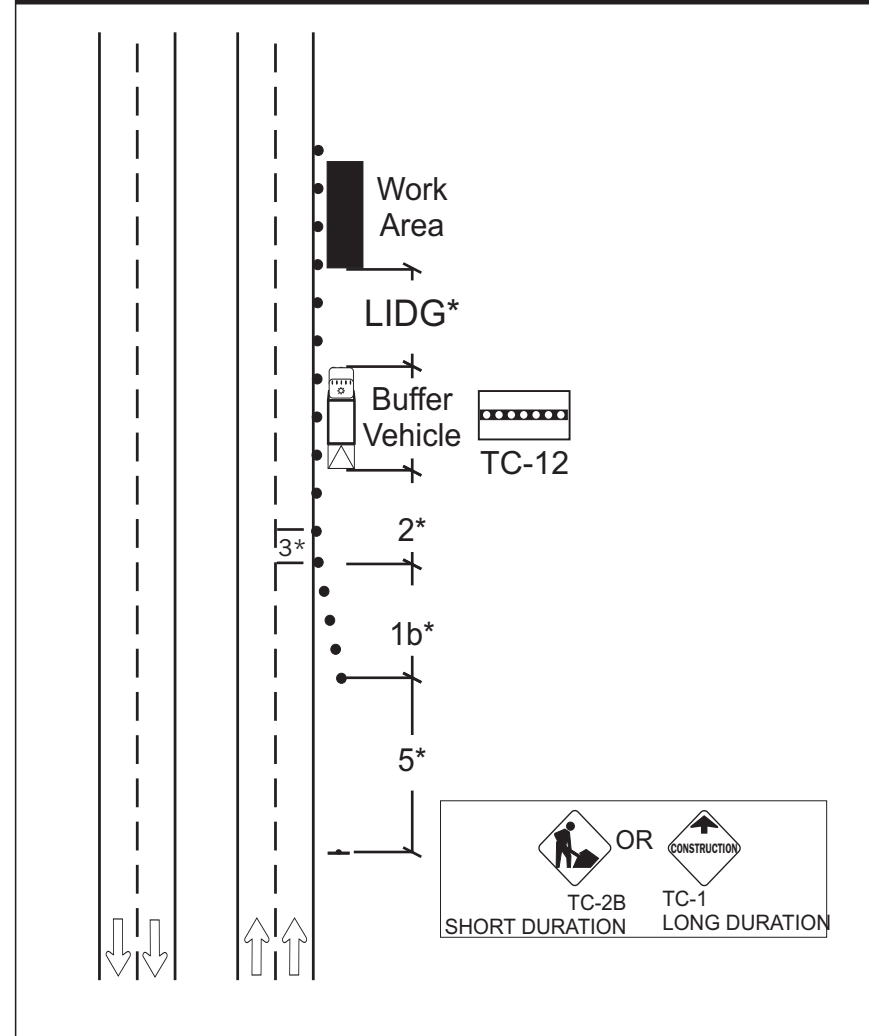 Work
Area
LIDG*
Buffer
Vehicle
TC-12
2*
3*
1b*
5*
OR
CONSTRUCTION
TC-2B
SHORT DURATION
TC-1
LONG DURATION